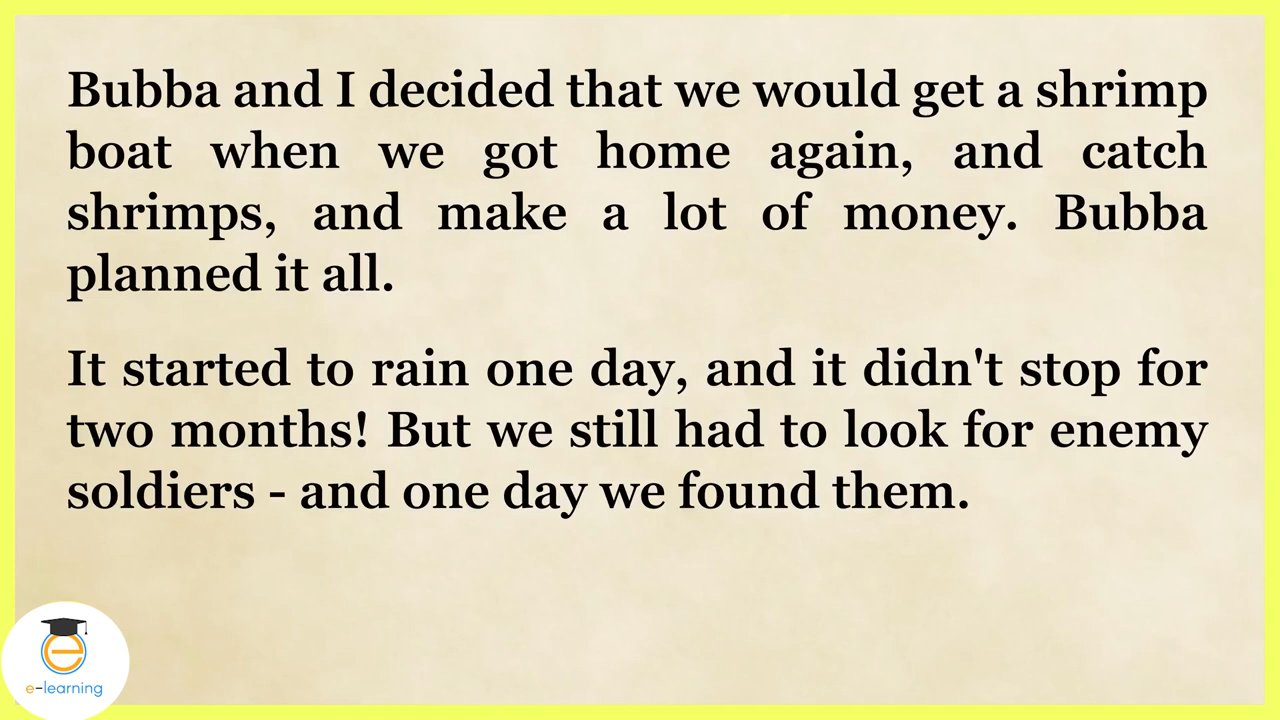 Bubba and I decided that we would get a shrimp
boat when we got home again, and catch
shrimps, and make a lot of money. Bubba
planned it all.
It started to rain one day, and it didn't stop for
two months! But we still had to look for enemy
soldiers - and one day we found them.
e
e-learning